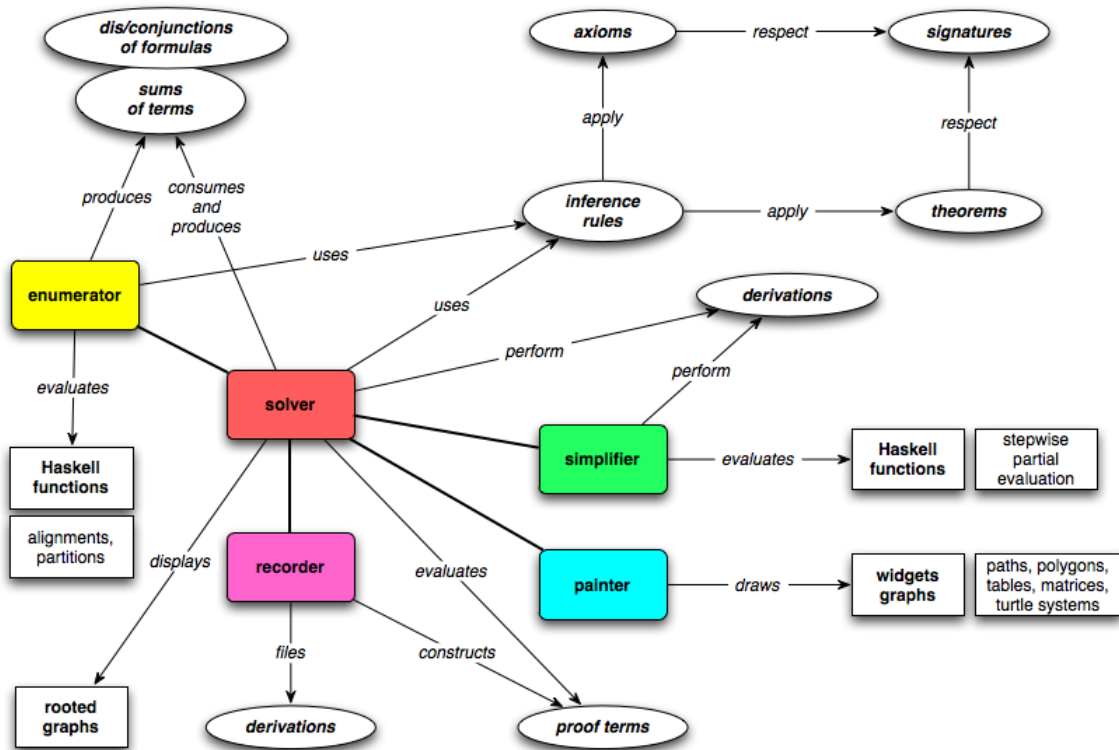 dis/conjunctions
of formulas
sums
of terms
axioms
respect
signatures
apply
respect
produces
consumes
and
produces
inference
rules
apply
theorems
uses
uses
enumerator
derivations
perform
perform
evaluates
solver
Haskell
functions
simplifier
evaluates
Haskell
functions
stepwise
partial
evaluation
alignments,
partitions
displays
recorder
evaluates
painter
draws
widgets
graphs
paths, polygons,
tables, matrices,
turtle systems
files
constructs
rooted
graphs
derivations
proof terms